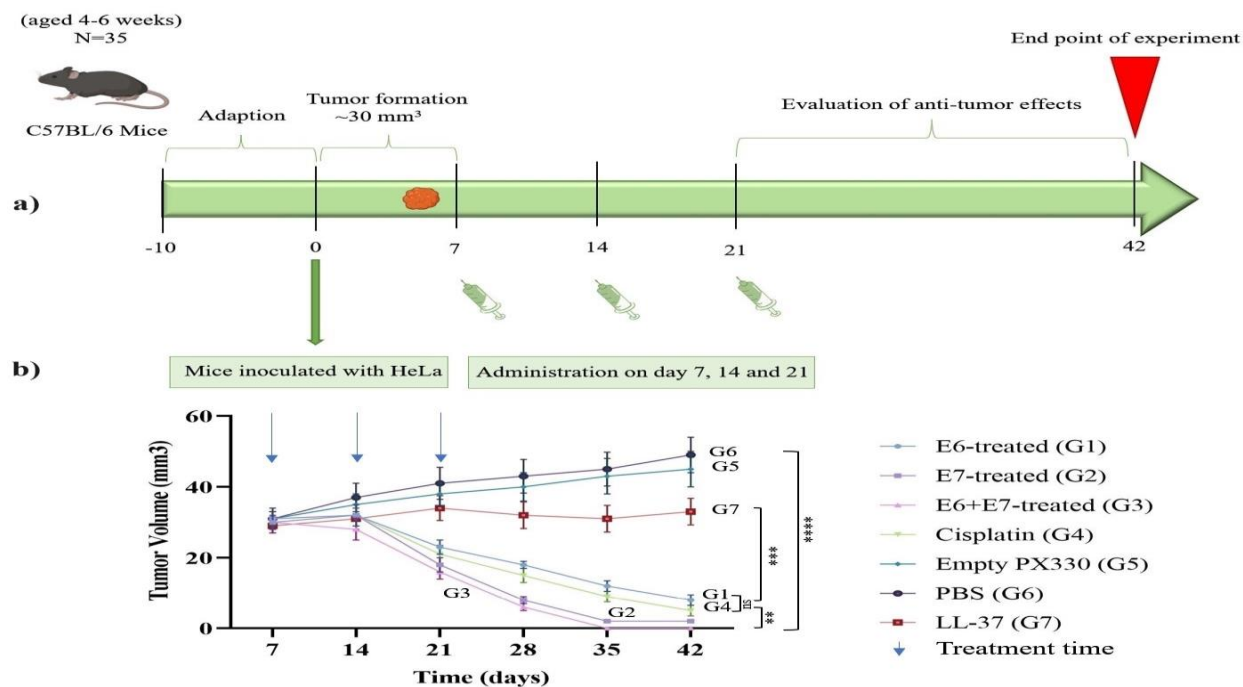 (aged 4-6 weeks)
N=35
C57BL/6 Mice
Adaption
Tumor formation
~30 mm³
Evaluation of anti-tumor effects
End point of experiment
a)
-10
0
7
14
21
42
Mice inoculated with HeLa
Administration on day 7, 14 and 21
b)
Tumor Volume (mm3)
60
40
20
0
7
14
21
28
35
42
Time (days)
G6
G5
G7
G3
G2
G1
G4
ns
**
***
****
E6-treated (G1)
E7-treated (G2)
E6+E7-treated (G3)
Cisplatin (G4)
Empty PX330 (G5)
PBS (G6)
LL-37 (G7)
Treatment time